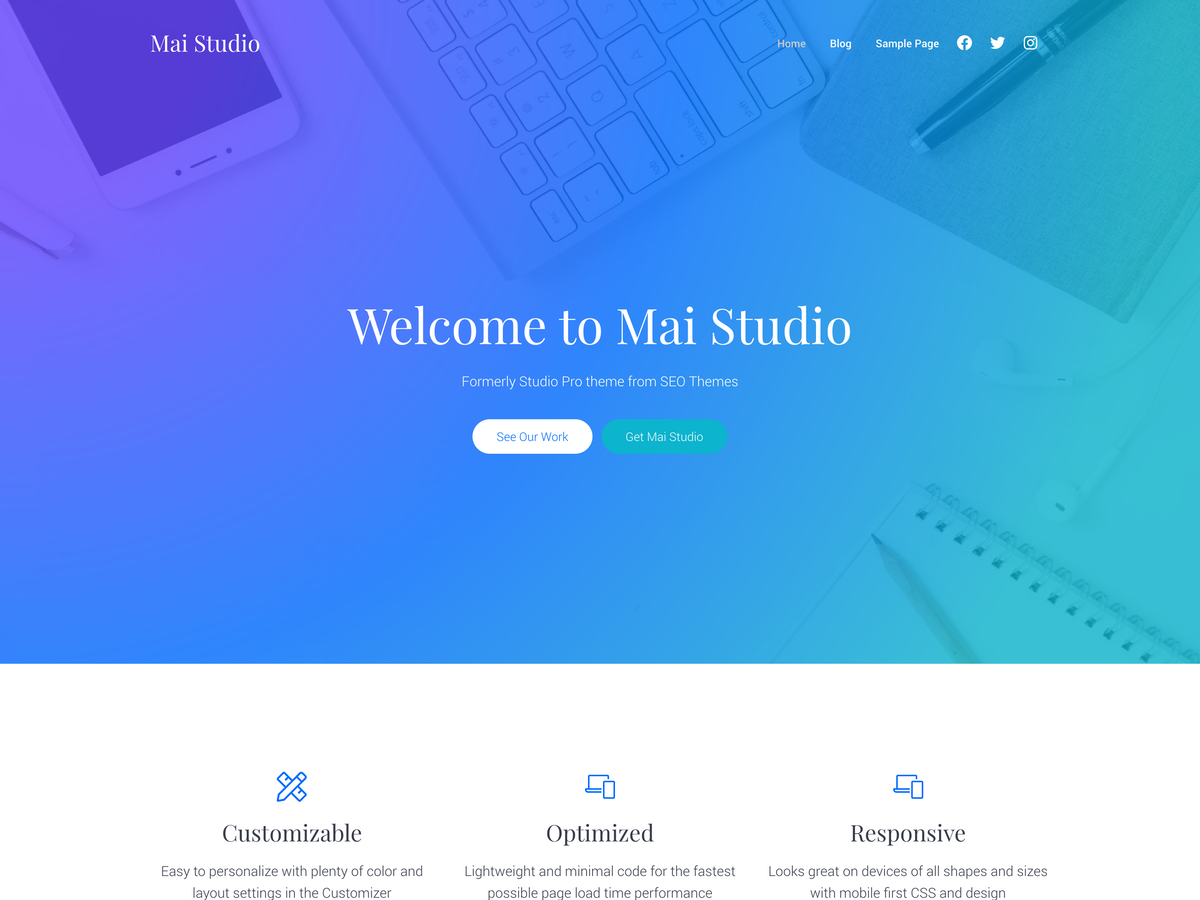 Mai Studio
Home Blog Sample Page
Welcome to Mai Studio
Formerly Studio Pro theme from SEO Themes
See Our Work Get Mai Studio
Customizable Optimized Responsive
Easy to personalize with plenty of color and
layout settings in the Customizer
Lightweight and minimal code for the fastest
possible page load time performance
Looks great on devices of all shapes and sizes
with mobile first CSS and design